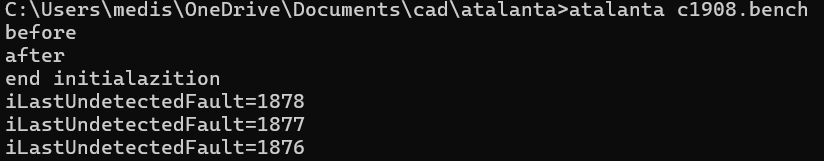 C:\Users\medis\OneDrive\Documents\cad\atalanta>atalanta c1908.bench
before
after
end initialazition
iLastUndetectedFault=1878
iLastUndetectedFault=1877
iLastUndetectedFault=1876